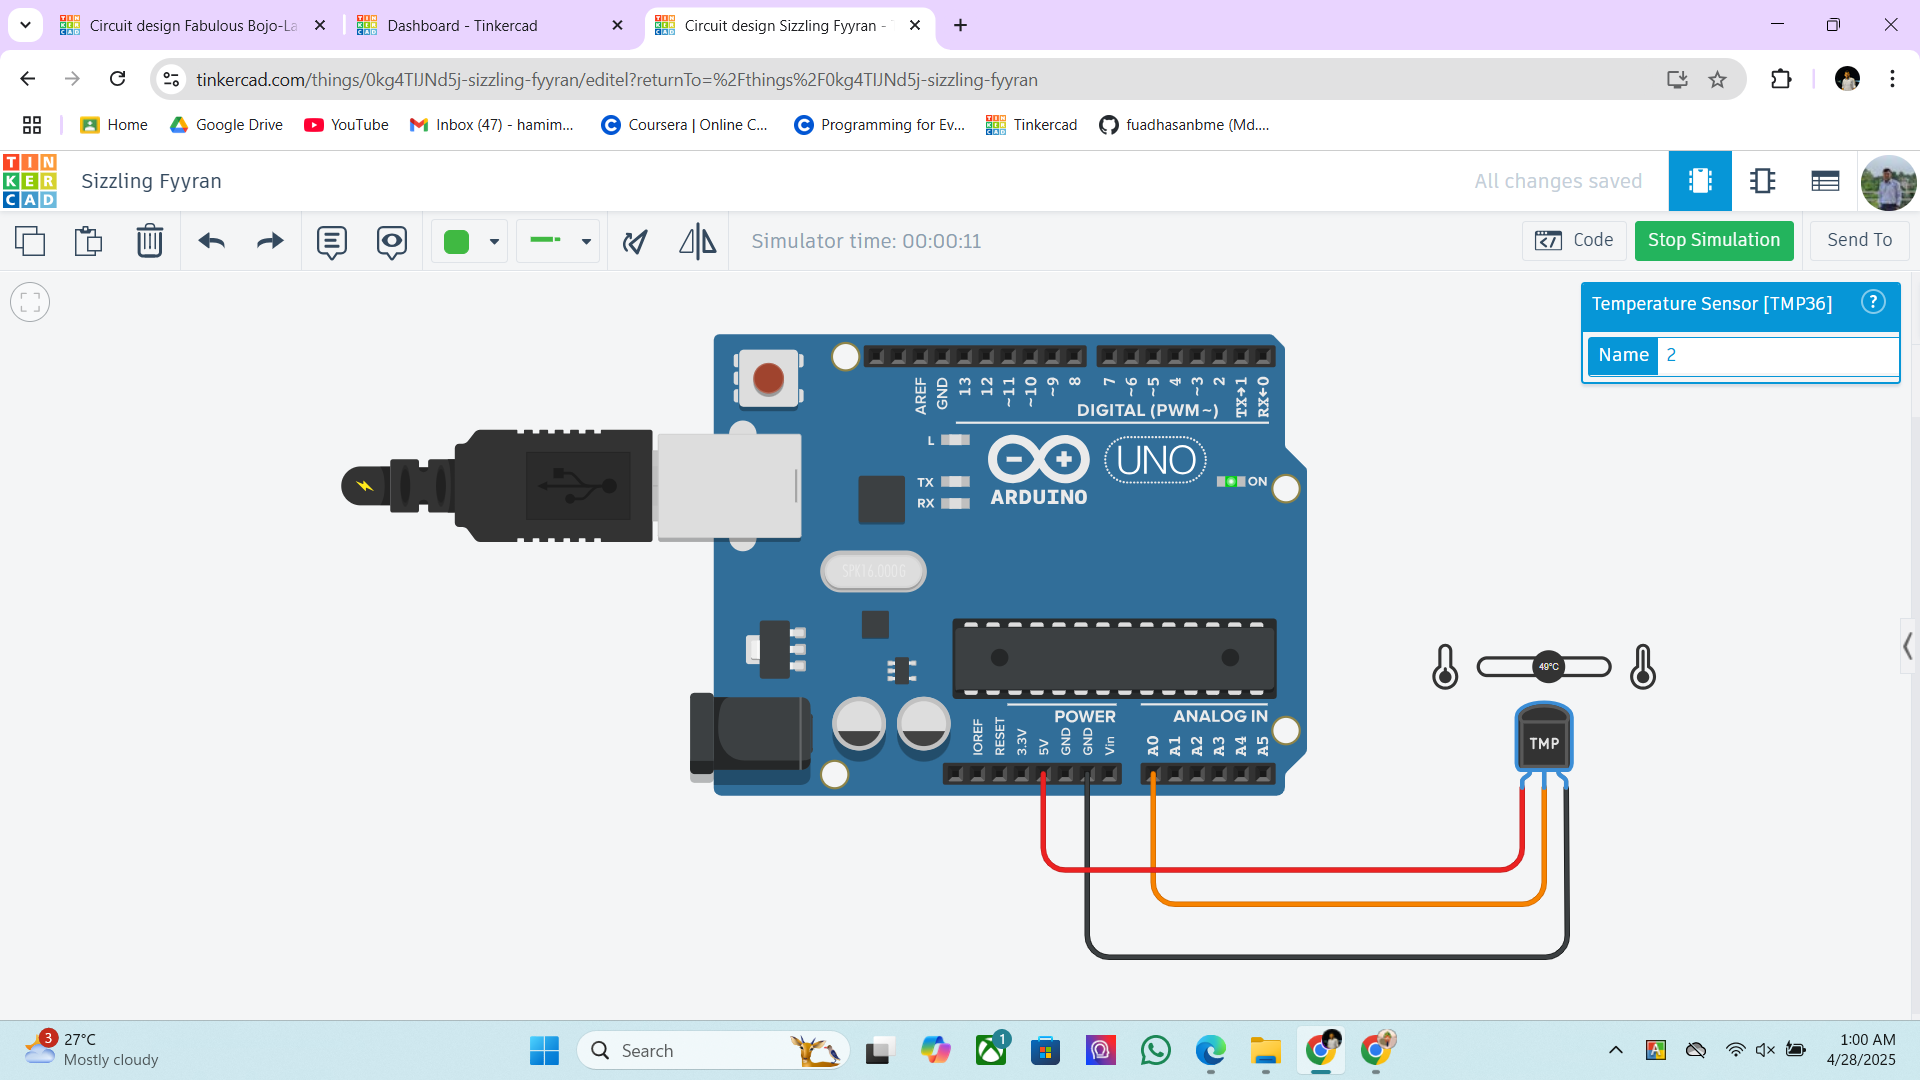 Circuit design Fabulous Bojo-La
Dashboard - Tinkercad
Circuit design Sizzling Fyyran -
tinkercad.com/things/0kg4TIJNd5j-sizzling-fyyran/editel?returnTo=%2Fthings%2F0kg4TIJNd5j-sizzling-fyyran
Home
Google Drive
YouTube
Inbox (47) - hamim...
Coursera | Online C...
Programming for Ev...
Tinkercad
fuadhasanbme (Md....
TIN
KER
CAD
Sizzling Fyyran
All changes saved
Simulator time: 00:00:11
Code
Stop Simulation
Send To
Temperature Sensor [TMP36]
?
Name
2
AREF
GND
13
12
~11
~10
~9
8
7
~6
~5
4
~3
2
TX→1
RX←0
DIGITAL (PWM ~)
L
TX
RX
UNO
ARDUINO
ON
SPK16.000G
POWER
ANALOG IN
IOREF
RESET
3.3V
5V
GND
GND
Vin
A0
A1
A2
A3
A4
A5
49°C
TMP
3
27°C
Mostly cloudy
Search
1
1:00 AM
4/28/2025